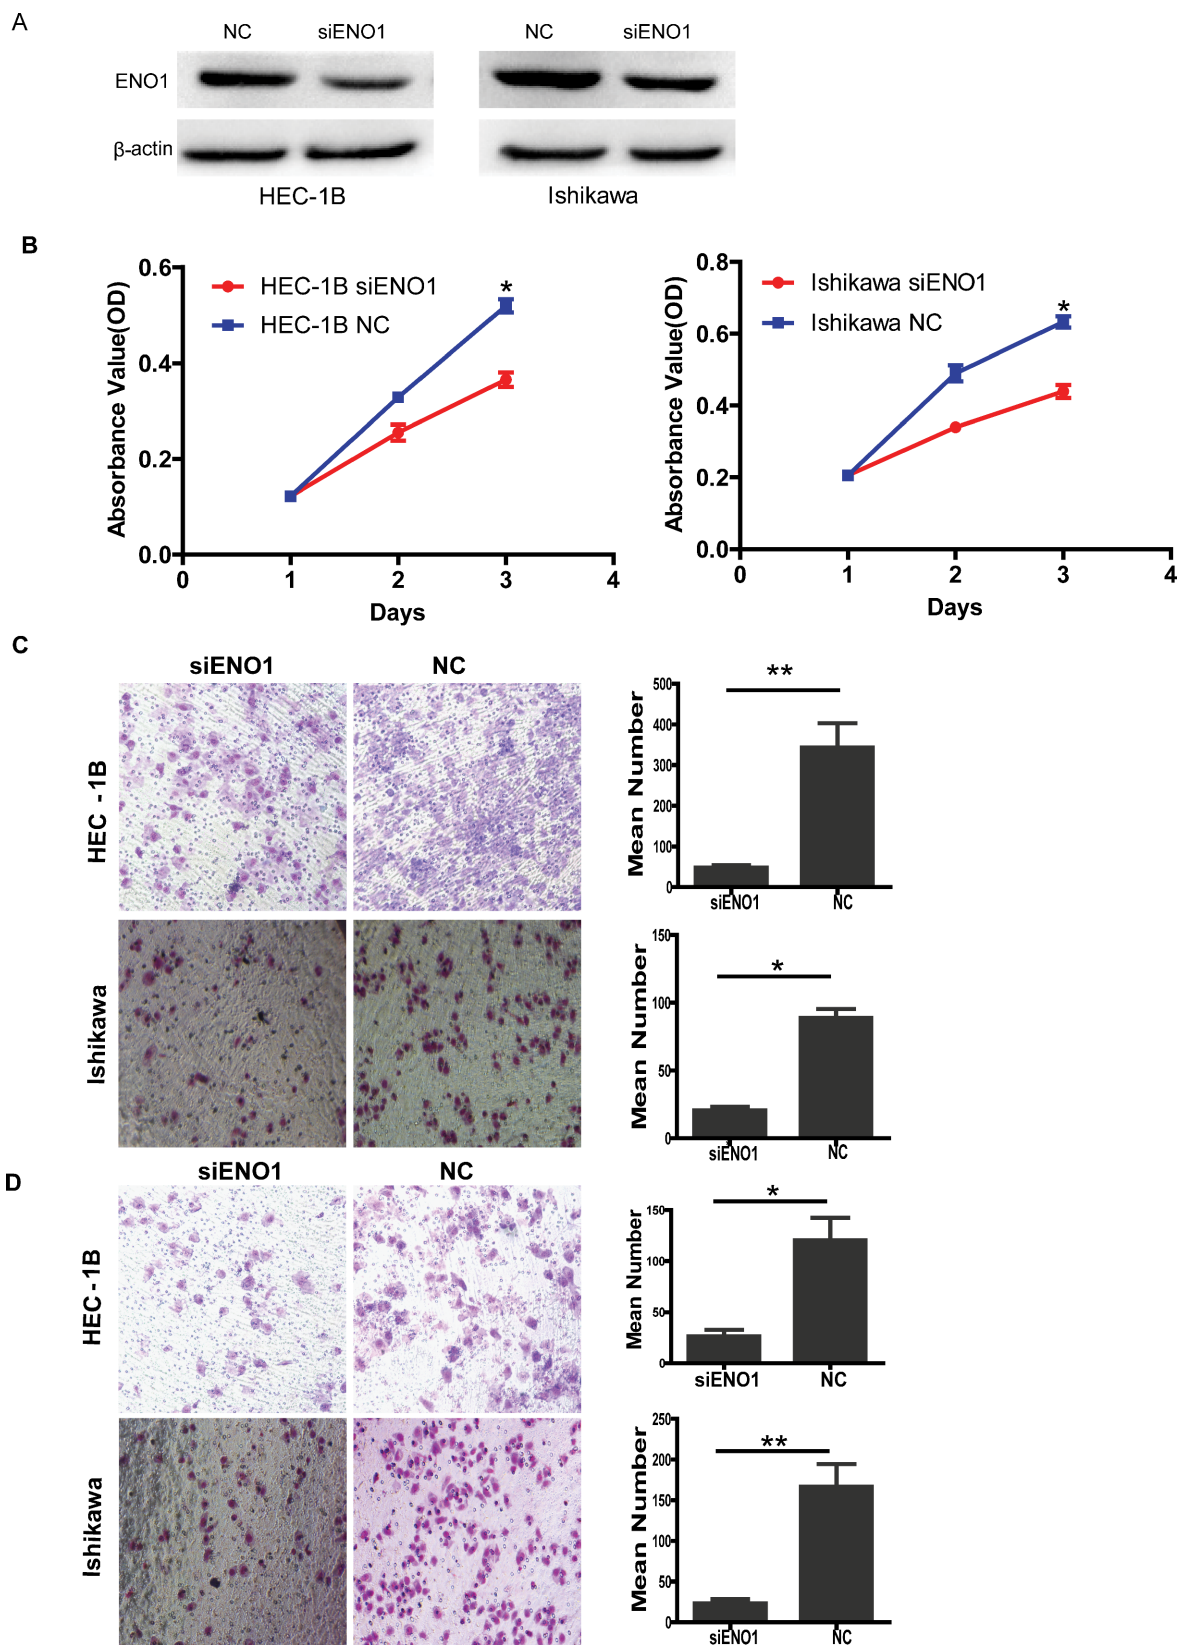 A
NC siENO1 NC siENO1
ENO1
β-actin
HEC-1B Ishikawa
B
0.6
0.4
0.2
0.0
Absorbance Value(OD)
HEC-1B siENO1
HEC-1B NC
*
0 1 2 3 4
Days
0.8
0.6
0.4
0.2
0.0
Absorbance Value(OD)
Ishikawa siENO1
Ishikawa NC
*
0 1 2 3 4
Days
C
siENO1 NC
HEC -1B
Ishikawa
**
500
400
300
200
100
0
Mean Number
siENO1 NC
*
150
100
50
0
Mean Number
siENO1 NC
D
siENO1 NC
HEC -1B
Ishikawa
*
150
100
50
0
Mean Number
siENO1 NC
**
250
200
150
100
50
0
Mean Number
siENO1 NC